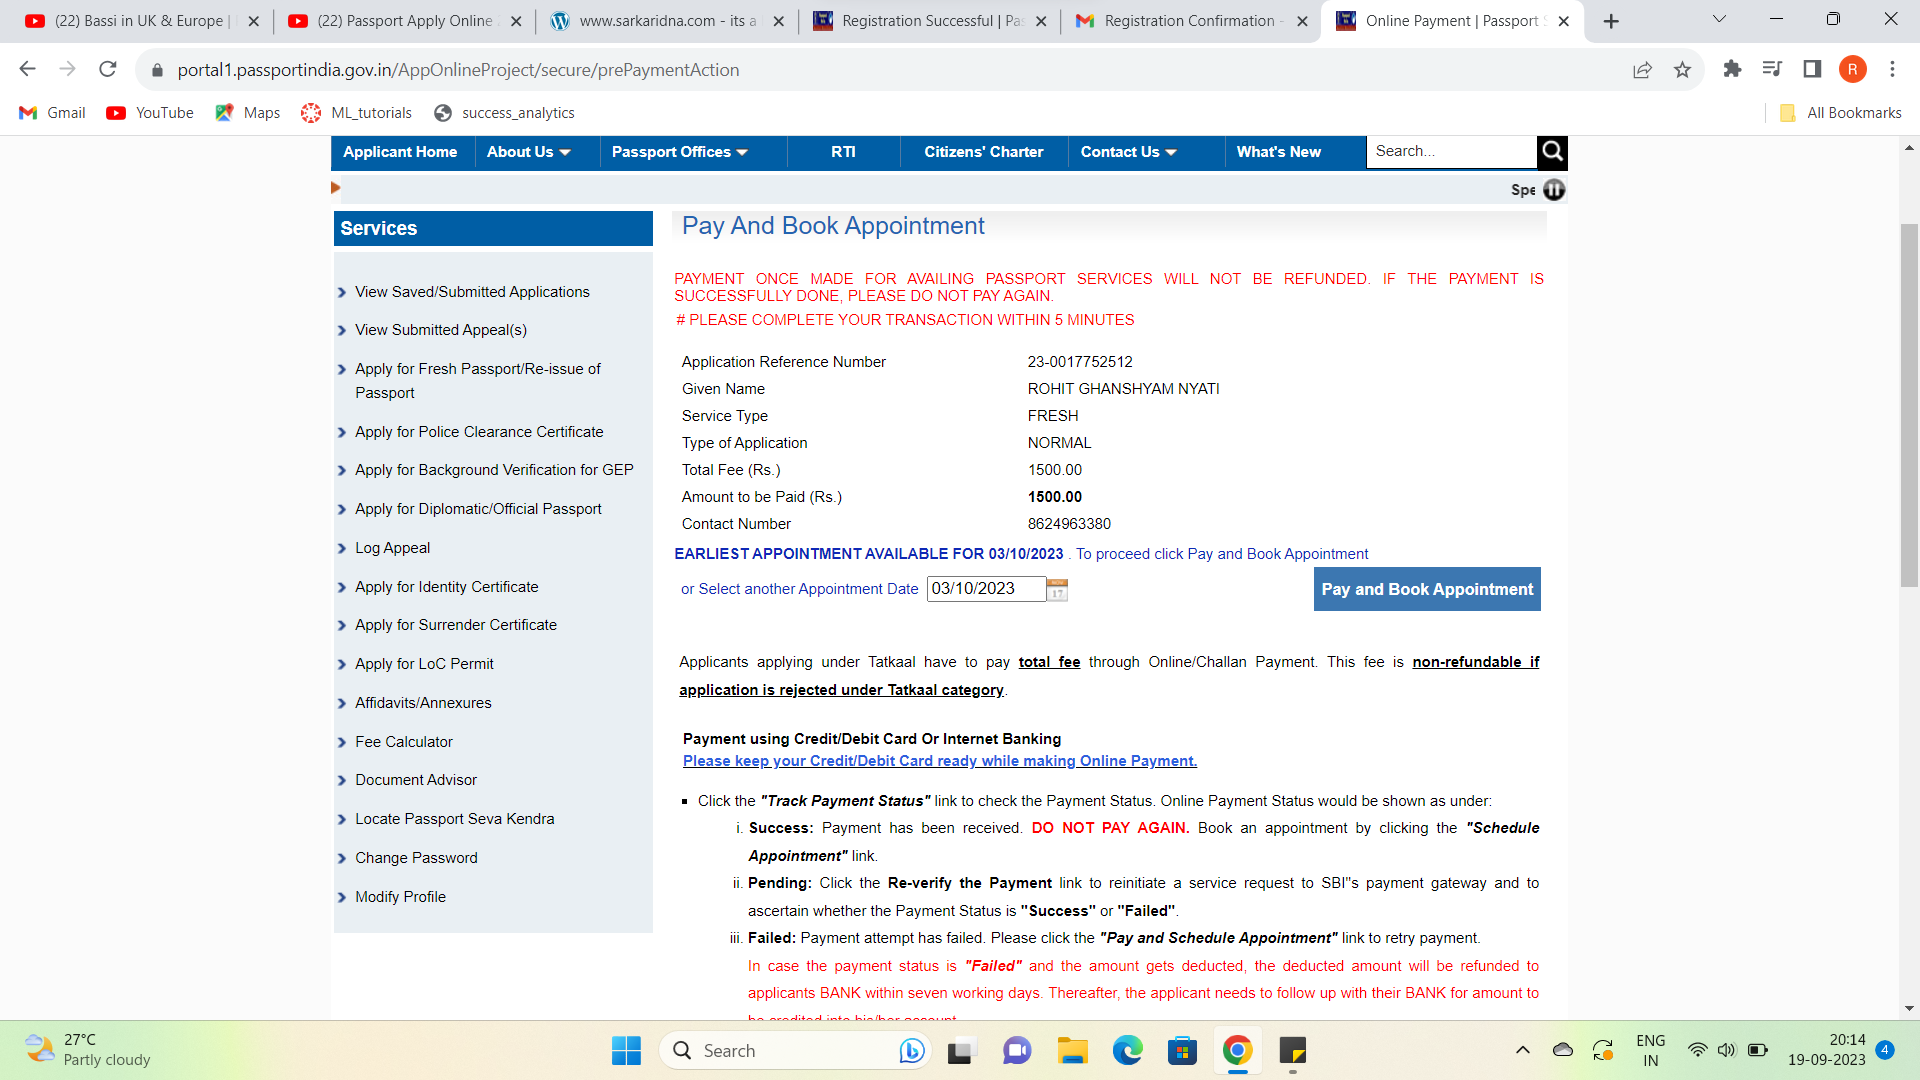 (22) Bassi in UK & Europe |
(22) Passport Apply Online
www.sarkaridna.com - its a
Registration Successful | Pas
Registration Confirmation -
Online Payment | Passport S
portal1.passportindia.gov.in/AppOnlineProject/secure/prePaymentAction
R
Gmail
YouTube
Maps
ML_tutorials
success_analytics
All Bookmarks
Applicant Home
About Us
Passport Offices
RTI
Citizens' Charter
Contact Us
What's New
Search...
Spe
Services
View Saved/Submitted Applications
View Submitted Appeal(s)
Apply for Fresh Passport/Re-issue of
Passport
Apply for Police Clearance Certificate
Apply for Background Verification for GEP
Apply for Diplomatic/Official Passport
Log Appeal
Apply for Identity Certificate
Apply for Surrender Certificate
Apply for LoC Permit
Affidavits/Annexures
Fee Calculator
Document Advisor
Locate Passport Seva Kendra
Change Password
Modify Profile
Pay And Book Appointment
PAYMENT ONCE MADE FOR AVAILING PASSPORT SERVICES WILL NOT BE REFUNDED. IF THE PAYMENT IS
SUCCESSFULLY DONE, PLEASE DO NOT PAY AGAIN.
# PLEASE COMPLETE YOUR TRANSACTION WITHIN 5 MINUTES
Application Reference Number 23-0017752512
Given Name ROHIT GHANSHYAM NYATI
Service Type FRESH
Type of Application NORMAL
Total Fee (Rs.) 1500.00
Amount to be Paid (Rs.) 1500.00
Contact Number 8624963380
EARLIEST APPOINTMENT AVAILABLE FOR 03/10/2023 . To proceed click Pay and Book Appointment
or Select another Appointment Date 03/10/2023 17 Pay and Book Appointment
Applicants applying under Tatkaal have to pay total fee through Online/Challan Payment. This fee is non-refundable if
application is rejected under Tatkaal category.
Payment using Credit/Debit Card Or Internet Banking
Please keep your Credit/Debit Card ready while making Online Payment.
Click the "Track Payment Status" link to check the Payment Status. Online Payment Status would be shown as under:
i. Success: Payment has been received. DO NOT PAY AGAIN. Book an appointment by clicking the "Schedule
Appointment" link.
ii. Pending: Click the Re-verify the Payment link to reinitiate a service request to SBI"s payment gateway and to
ascertain whether the Payment Status is "Success" or "Failed".
iii. Failed: Payment attempt has failed. Please click the "Pay and Schedule Appointment" link to retry payment.
In case the payment status is "Failed" and the amount gets deducted, the deducted amount will be refunded to
applicants BANK within seven working days. Thereafter, the applicant needs to follow up with their BANK for amount to
be credited into his/her account.
27°C
Partly cloudy
Search
ENG
IN
20:14
19-09-2023
4